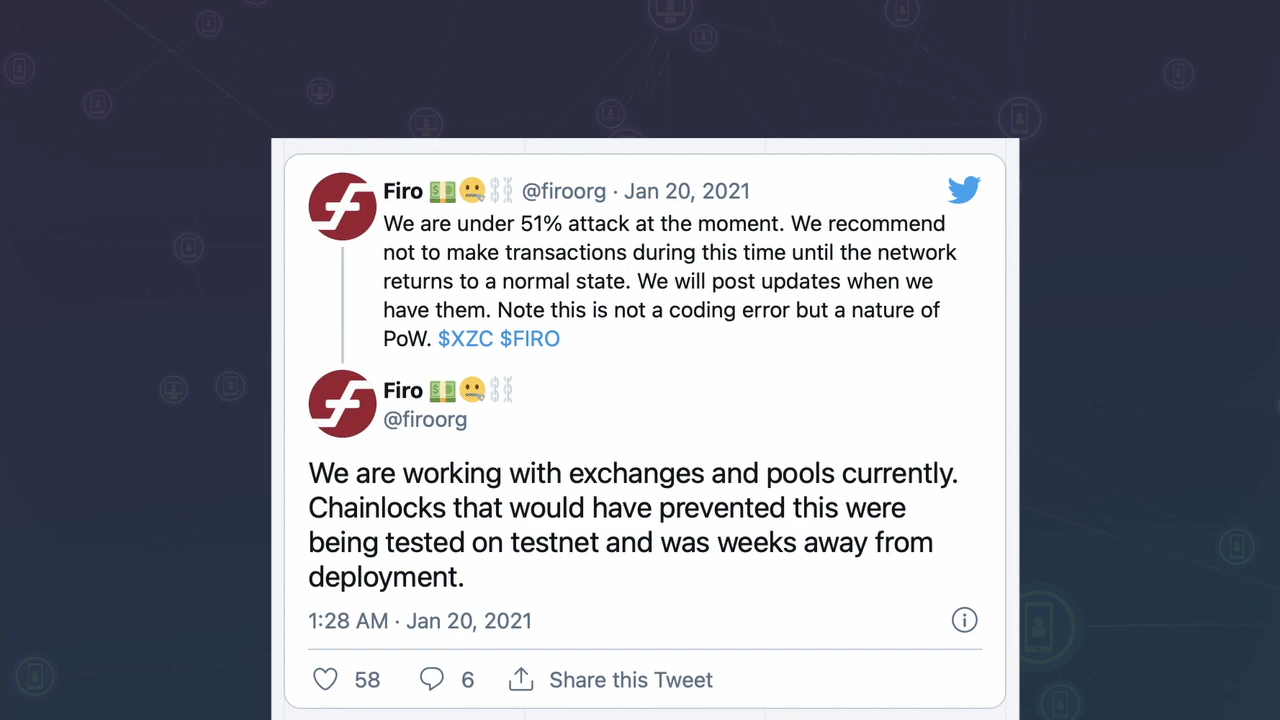 Firo 💵🤐⛓ @firoorg · Jan 20, 2021
We are under 51% attack at the moment. We recommend
not to make transactions during this time until the network
returns to a normal state. We will post updates when we
have them. Note this is not a coding error but a nature of
PoW. $XZC $FIRO
Firo 💵🤐⛓
@firoorg
We are working with exchanges and pools currently.
Chainlocks that would have prevented this were
being tested on testnet and was weeks away from
deployment.
1:28 AM · Jan 20, 2021
58 6 Share this Tweet